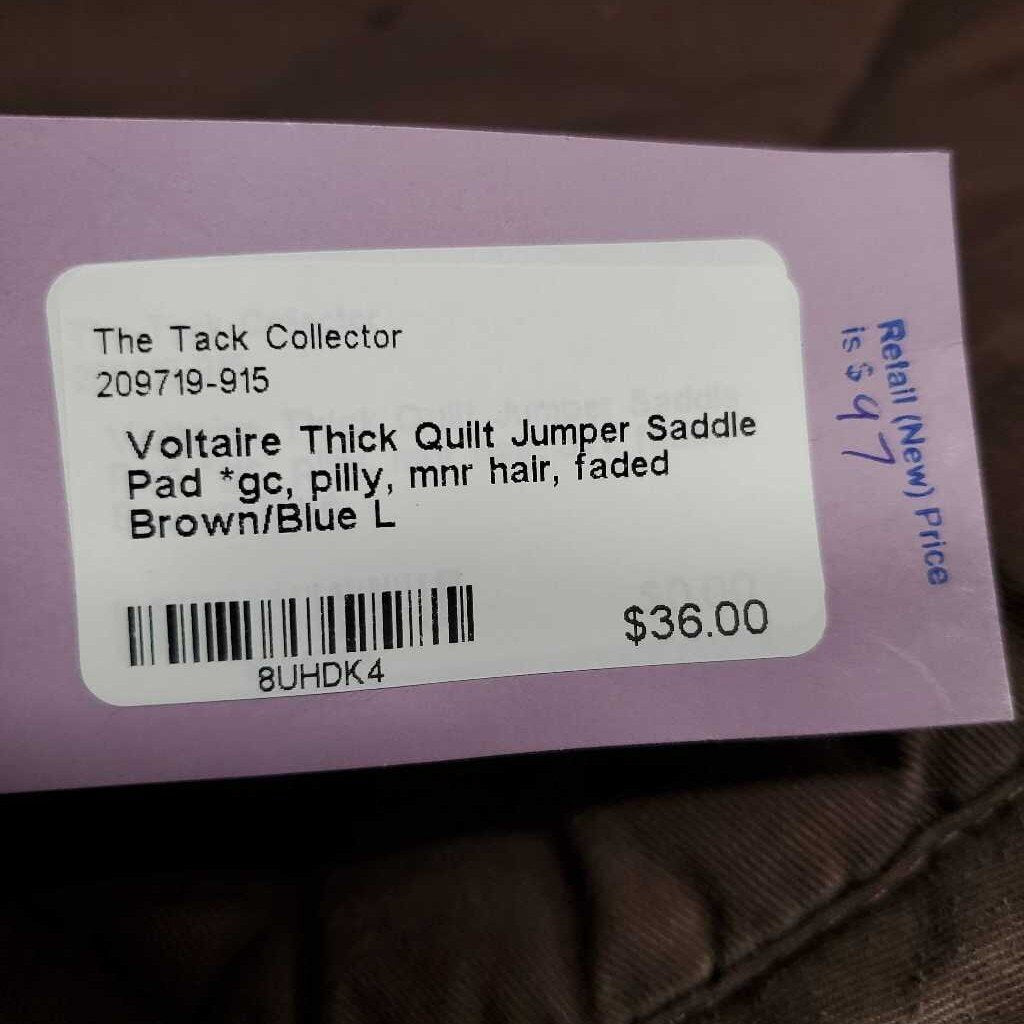 The Tack Collector
209719-915
Voltaire Thick Quilt Jumper Saddle
Pad *gc, pilly, mnr hair, faded
Brown/Blue L
8UHDK4
$36.00
Retail (New) Price
is $ 97